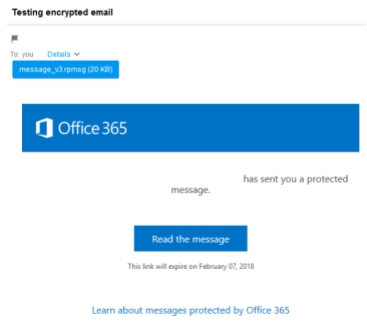 Testing encrypted email
To: you Details
message_v3.rpmsg (20 KB)
Office 365
has sent you a protected
message.
Read the message
This link will expire on February 07, 2018
Learn about messages protected by Office 365